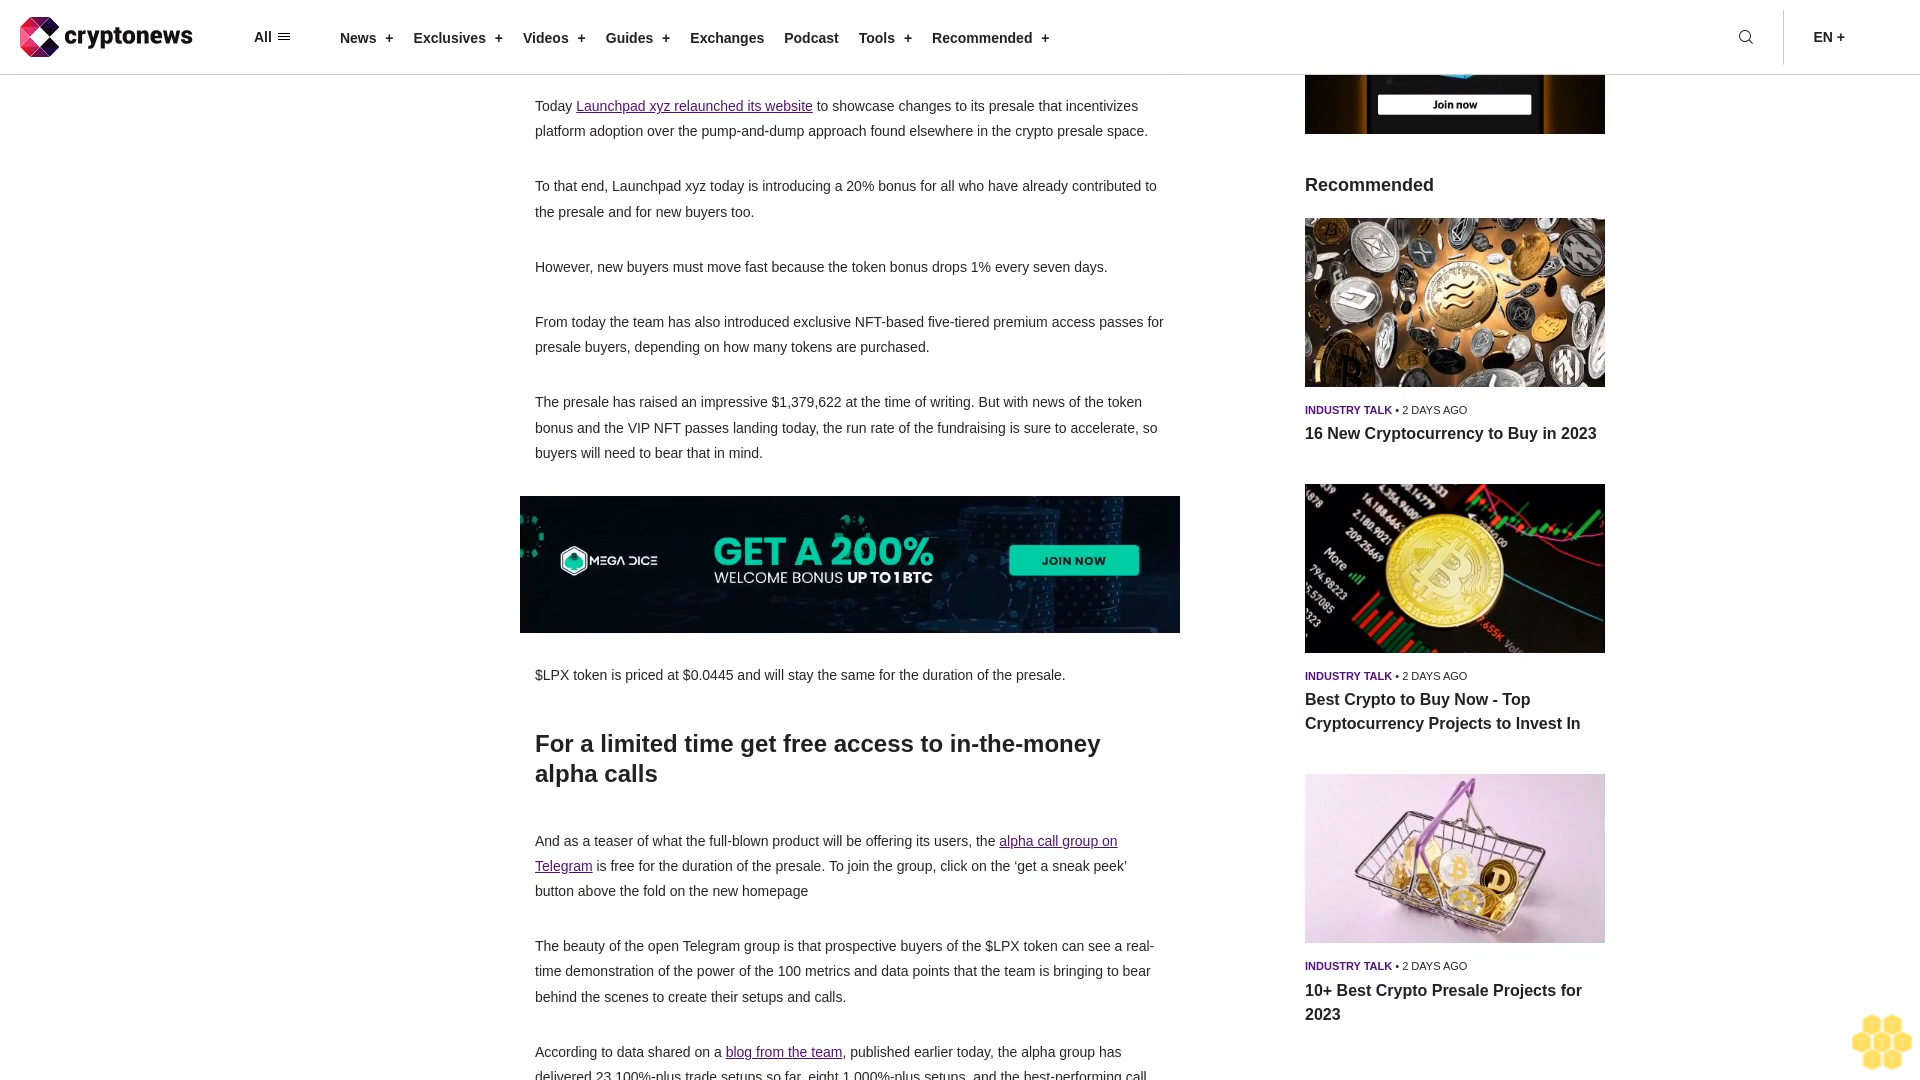 cryptonews
All
News +
Exclusives +
Videos +
Guides +
Exchanges
Podcast
Tools +
Recommended +
EN +
Today Launchpad xyz relaunched its website to showcase changes to its presale that incentivizes
platform adoption over the pump-and-dump approach found elsewhere in the crypto presale space.
To that end, Launchpad xyz today is introducing a 20% bonus for all who have already contributed to
the presale and for new buyers too.
However, new buyers must move fast because the token bonus drops 1% every seven days.
From today the team has also introduced exclusive NFT-based five-tiered premium access passes for
presale buyers, depending on how many tokens are purchased.
The presale has raised an impressive $1,379,622 at the time of writing. But with news of the token
bonus and the VIP NFT passes landing today, the run rate of the fundraising is sure to accelerate, so
buyers will need to bear that in mind.
MEGA DICE
GET A 200%
WELCOME BONUS UP TO 1 BTC
JOIN NOW
$LPX token is priced at $0.0445 and will stay the same for the duration of the presale.
For a limited time get free access to in-the-money
alpha calls
And as a teaser of what the full-blown product will be offering its users, the alpha call group on
Telegram is free for the duration of the presale. To join the group, click on the ‘get a sneak peek’
button above the fold on the new homepage
The beauty of the open Telegram group is that prospective buyers of the $LPX token can see a real-
time demonstration of the power of the 100 metrics and data points that the team is bringing to bear
behind the scenes to create their setups and calls.
According to data shared on a blog from the team, published earlier today, the alpha group has
delivered 23 100%-plus trade setups so far, eight 1,000%-plus setups, and the best-performing call
Join now
Recommended
INDUSTRY TALK • 2 DAYS AGO
16 New Cryptocurrency to Buy in 2023
More
INDUSTRY TALK • 2 DAYS AGO
Best Crypto to Buy Now - Top
Cryptocurrency Projects to Invest In
INDUSTRY TALK • 2 DAYS AGO
10+ Best Crypto Presale Projects for
2023